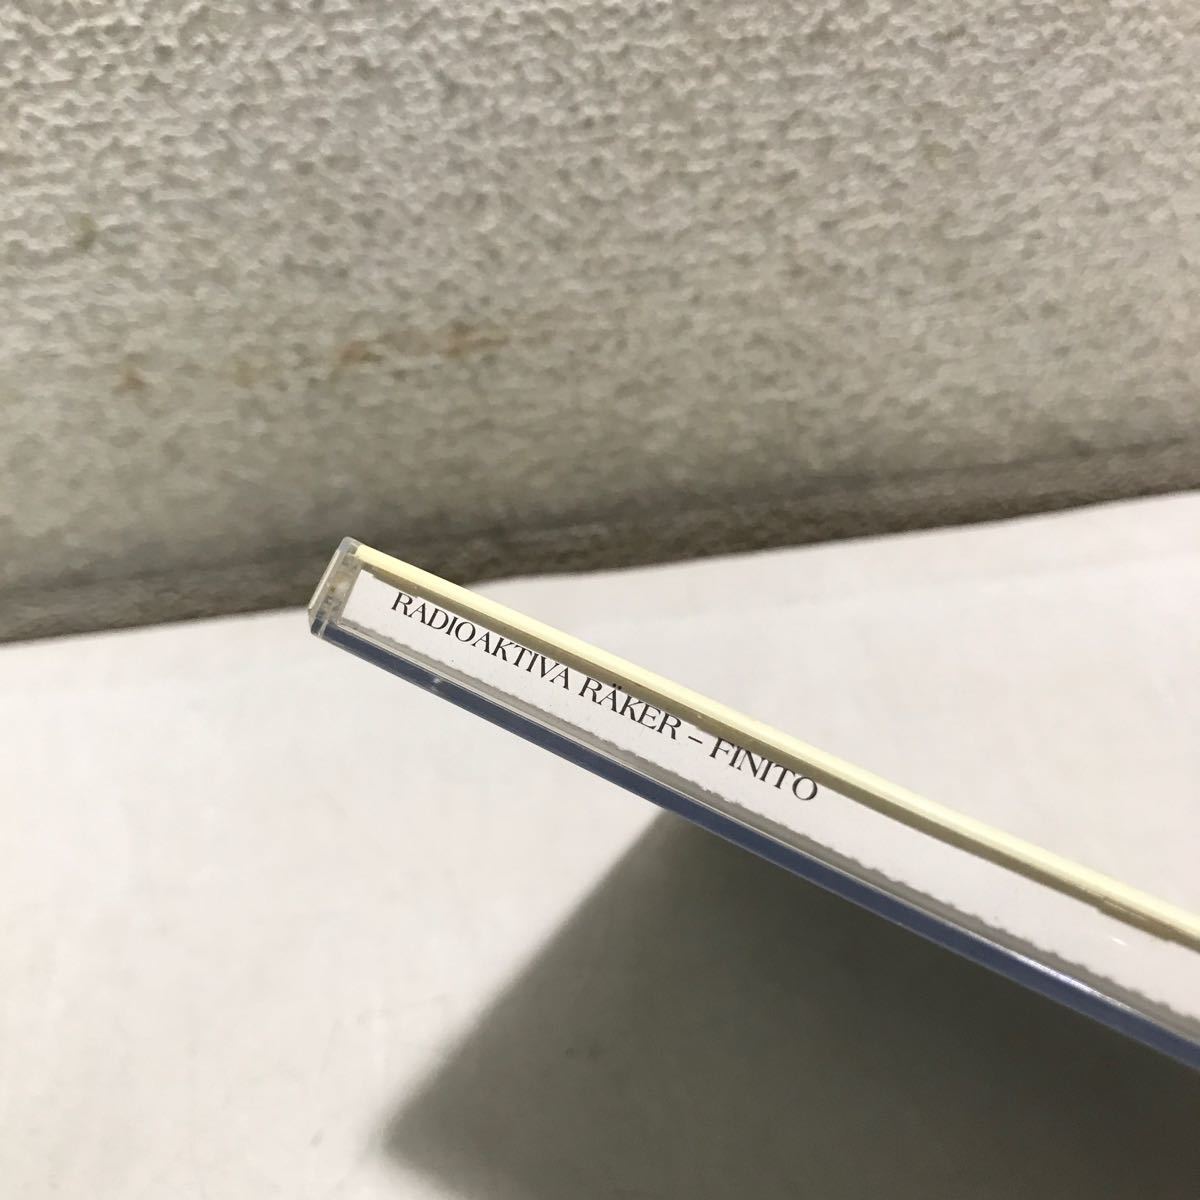 RADIOAKTIVA RÄKER – FINITO